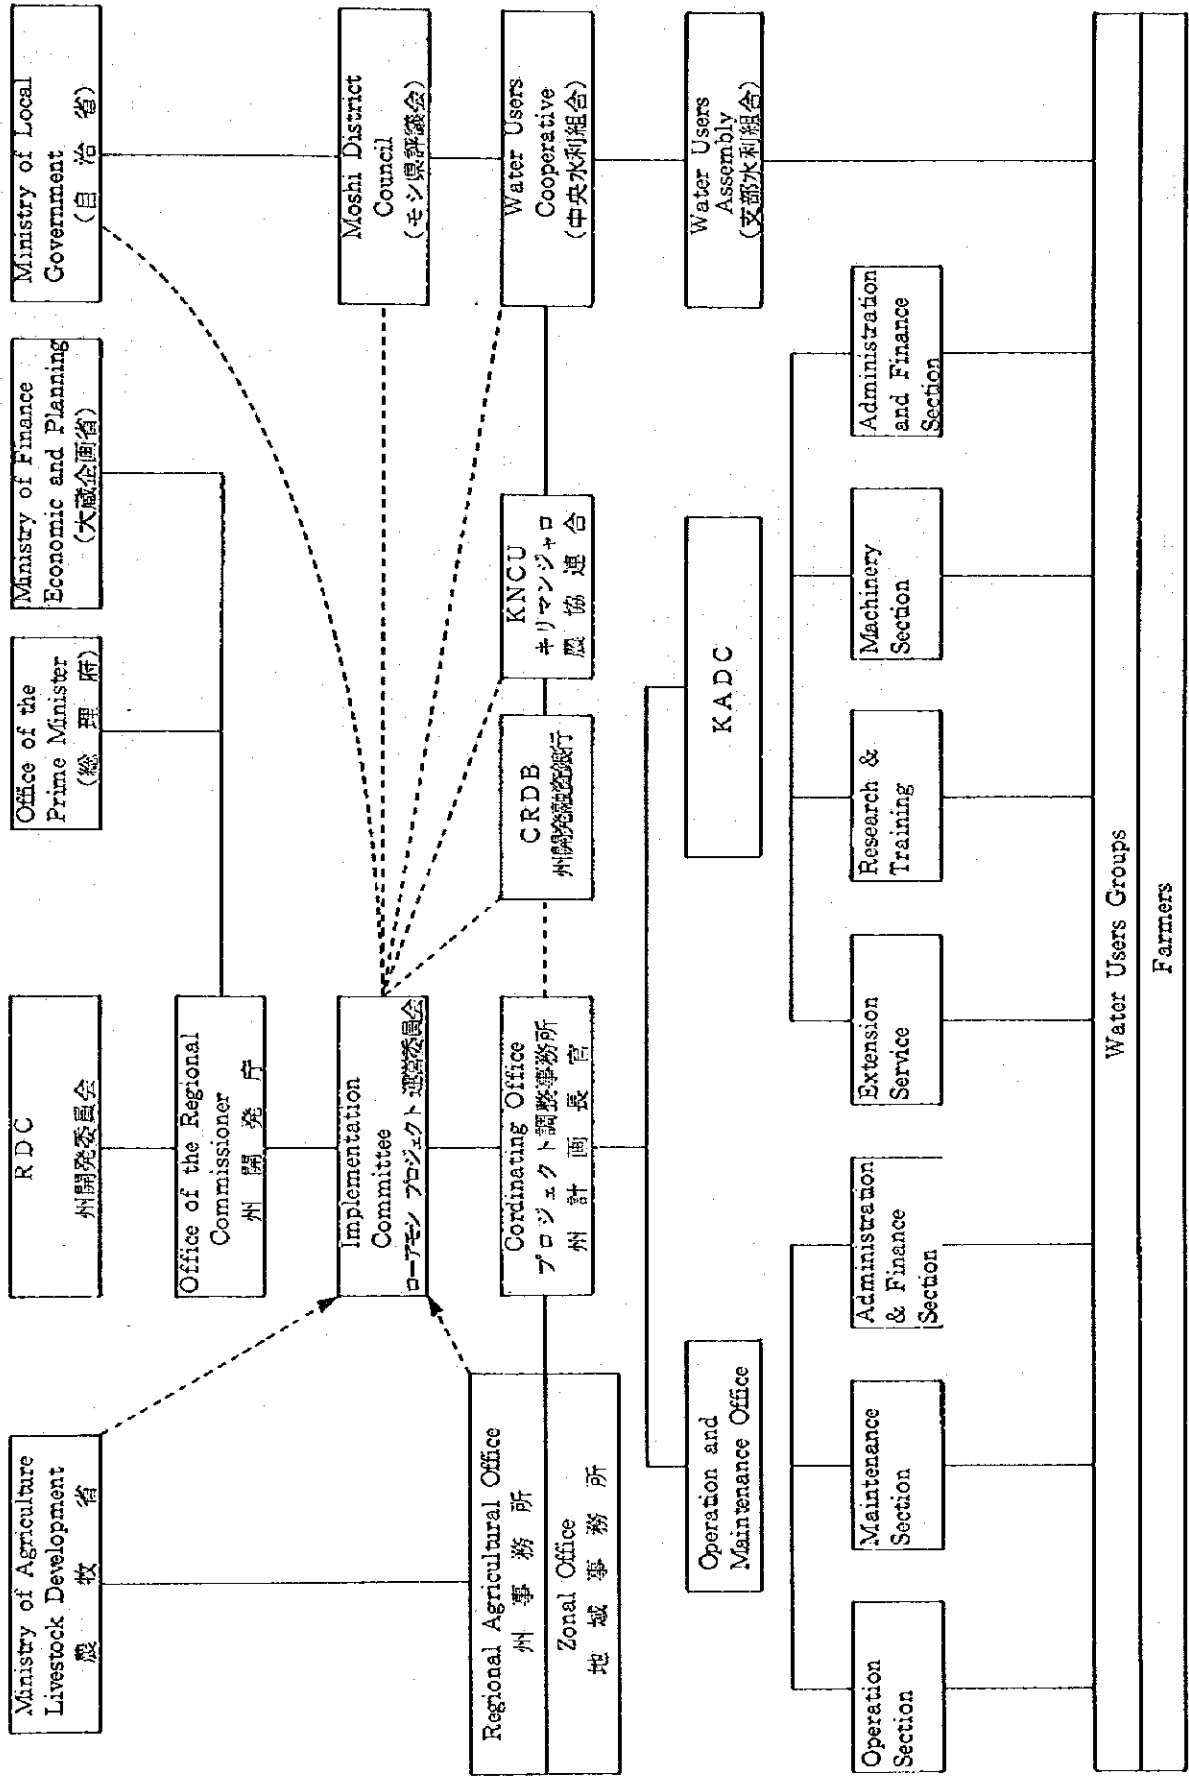 Ministry of Agriculture
Livestock Development
農 牧 省
RDC
州開発委員会
Office of the
Prime Minister
(総 理 府)
Ministry of Finance
Economic and Planning
(大蔵企画省)
Ministry of Local
Government
(自 治 省)
Office of the Regional
Commissioner
州 開 発 庁
Implementation
Committee
ローアモシ プロジェクト 運営委員会
Moshi District
Council
(モシ県評議会)
Regional Agricultural Office
州 事 務 所
Zonal Office
地 域 事 務 所
Cordinating Office
プロジェクト調整事務所
州 計 画 長 官
CRDB
州開発融資銀行
KNCU
キリマンジャロ
農 協 連 合
Water Users
Cooperative
(中央水利組合)
Operation and
Maintenance Office
KADC
Water Users
Assembly
(支部水利組合)
Operation
Section
Maintenance
Section
Administration
& Finance
Section
Extension
Service
Research &
Training
Machinery
Section
Administration
and Finance
Section
Water Users Groups
Farmers